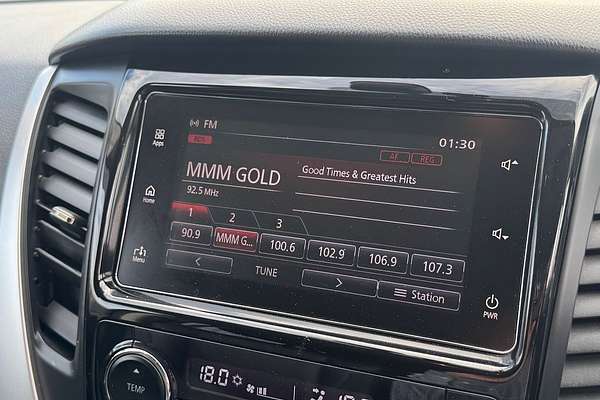 FM
01:30
RDS
AF
REG
Apps
MMM GOLD
Good Times & Greatest Hits
92.5 MHz
Home
1 2 3
90.9 MMM G... 100.6 102.9 106.9 107.3
Menu
< TUNE > Station
PWR
TEMP
18.0